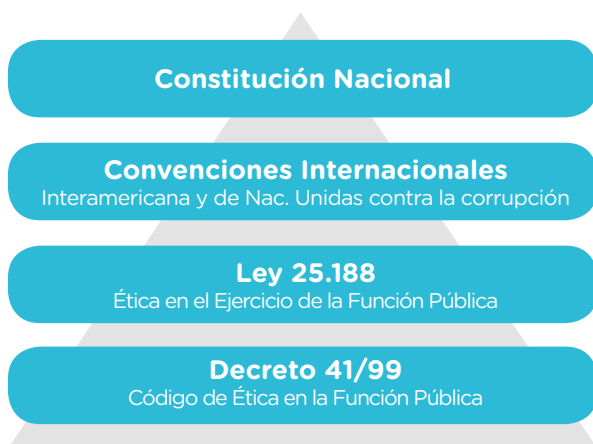 Constitución Nacional
Convenciones Internacionales
Interamericana y de Nac. Unidas contra la corrupción
Ley 25.188
Ética en el Ejercicio de la Función Pública
Decreto 41/99
Código de Ética en la Función Pública